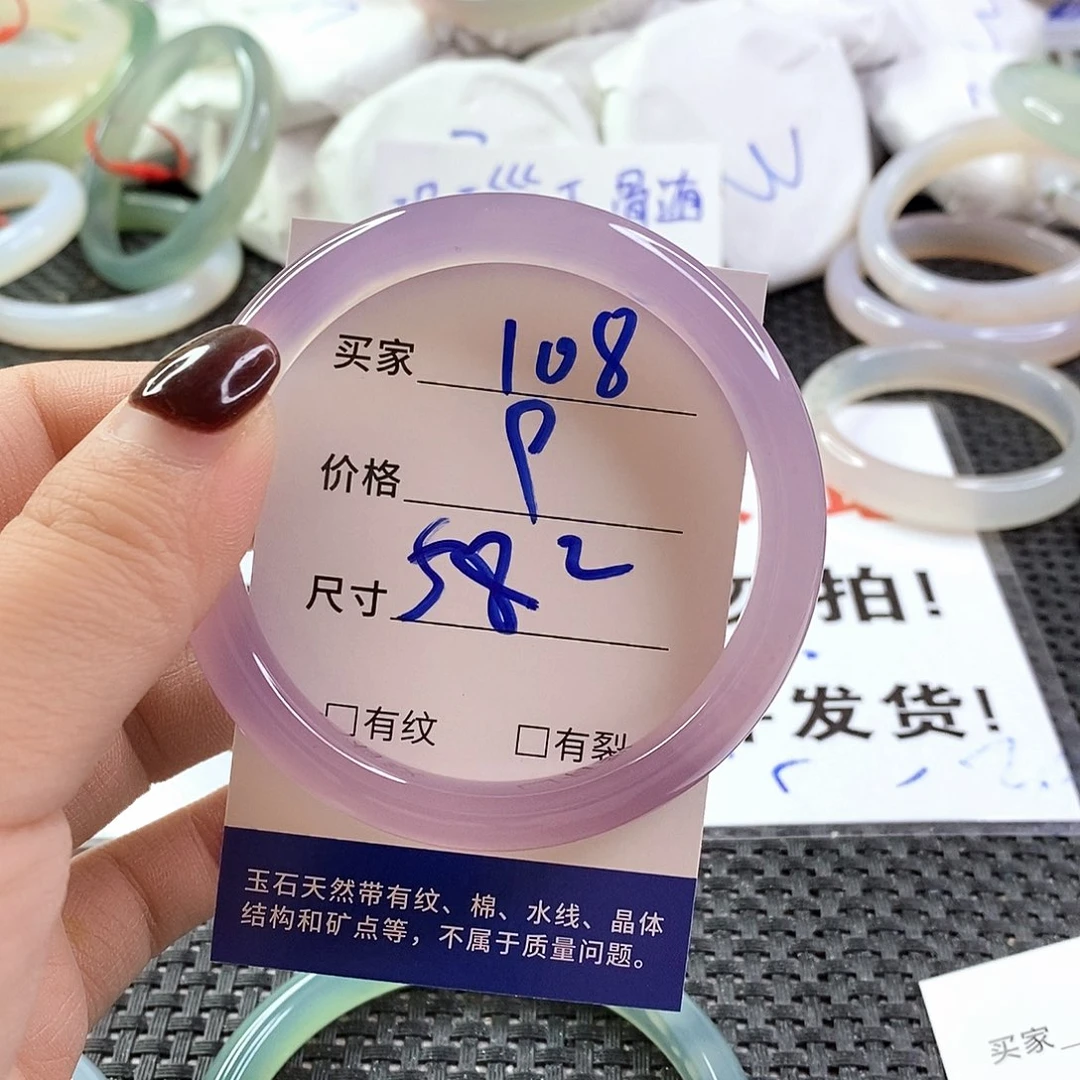 买家 108
价格 P
尺寸 58 2
□有纹 □有裂
玉石天然带有纹、棉、水线、晶体
结构和矿点等，不属于质量问题。
拍!
发货!
买家